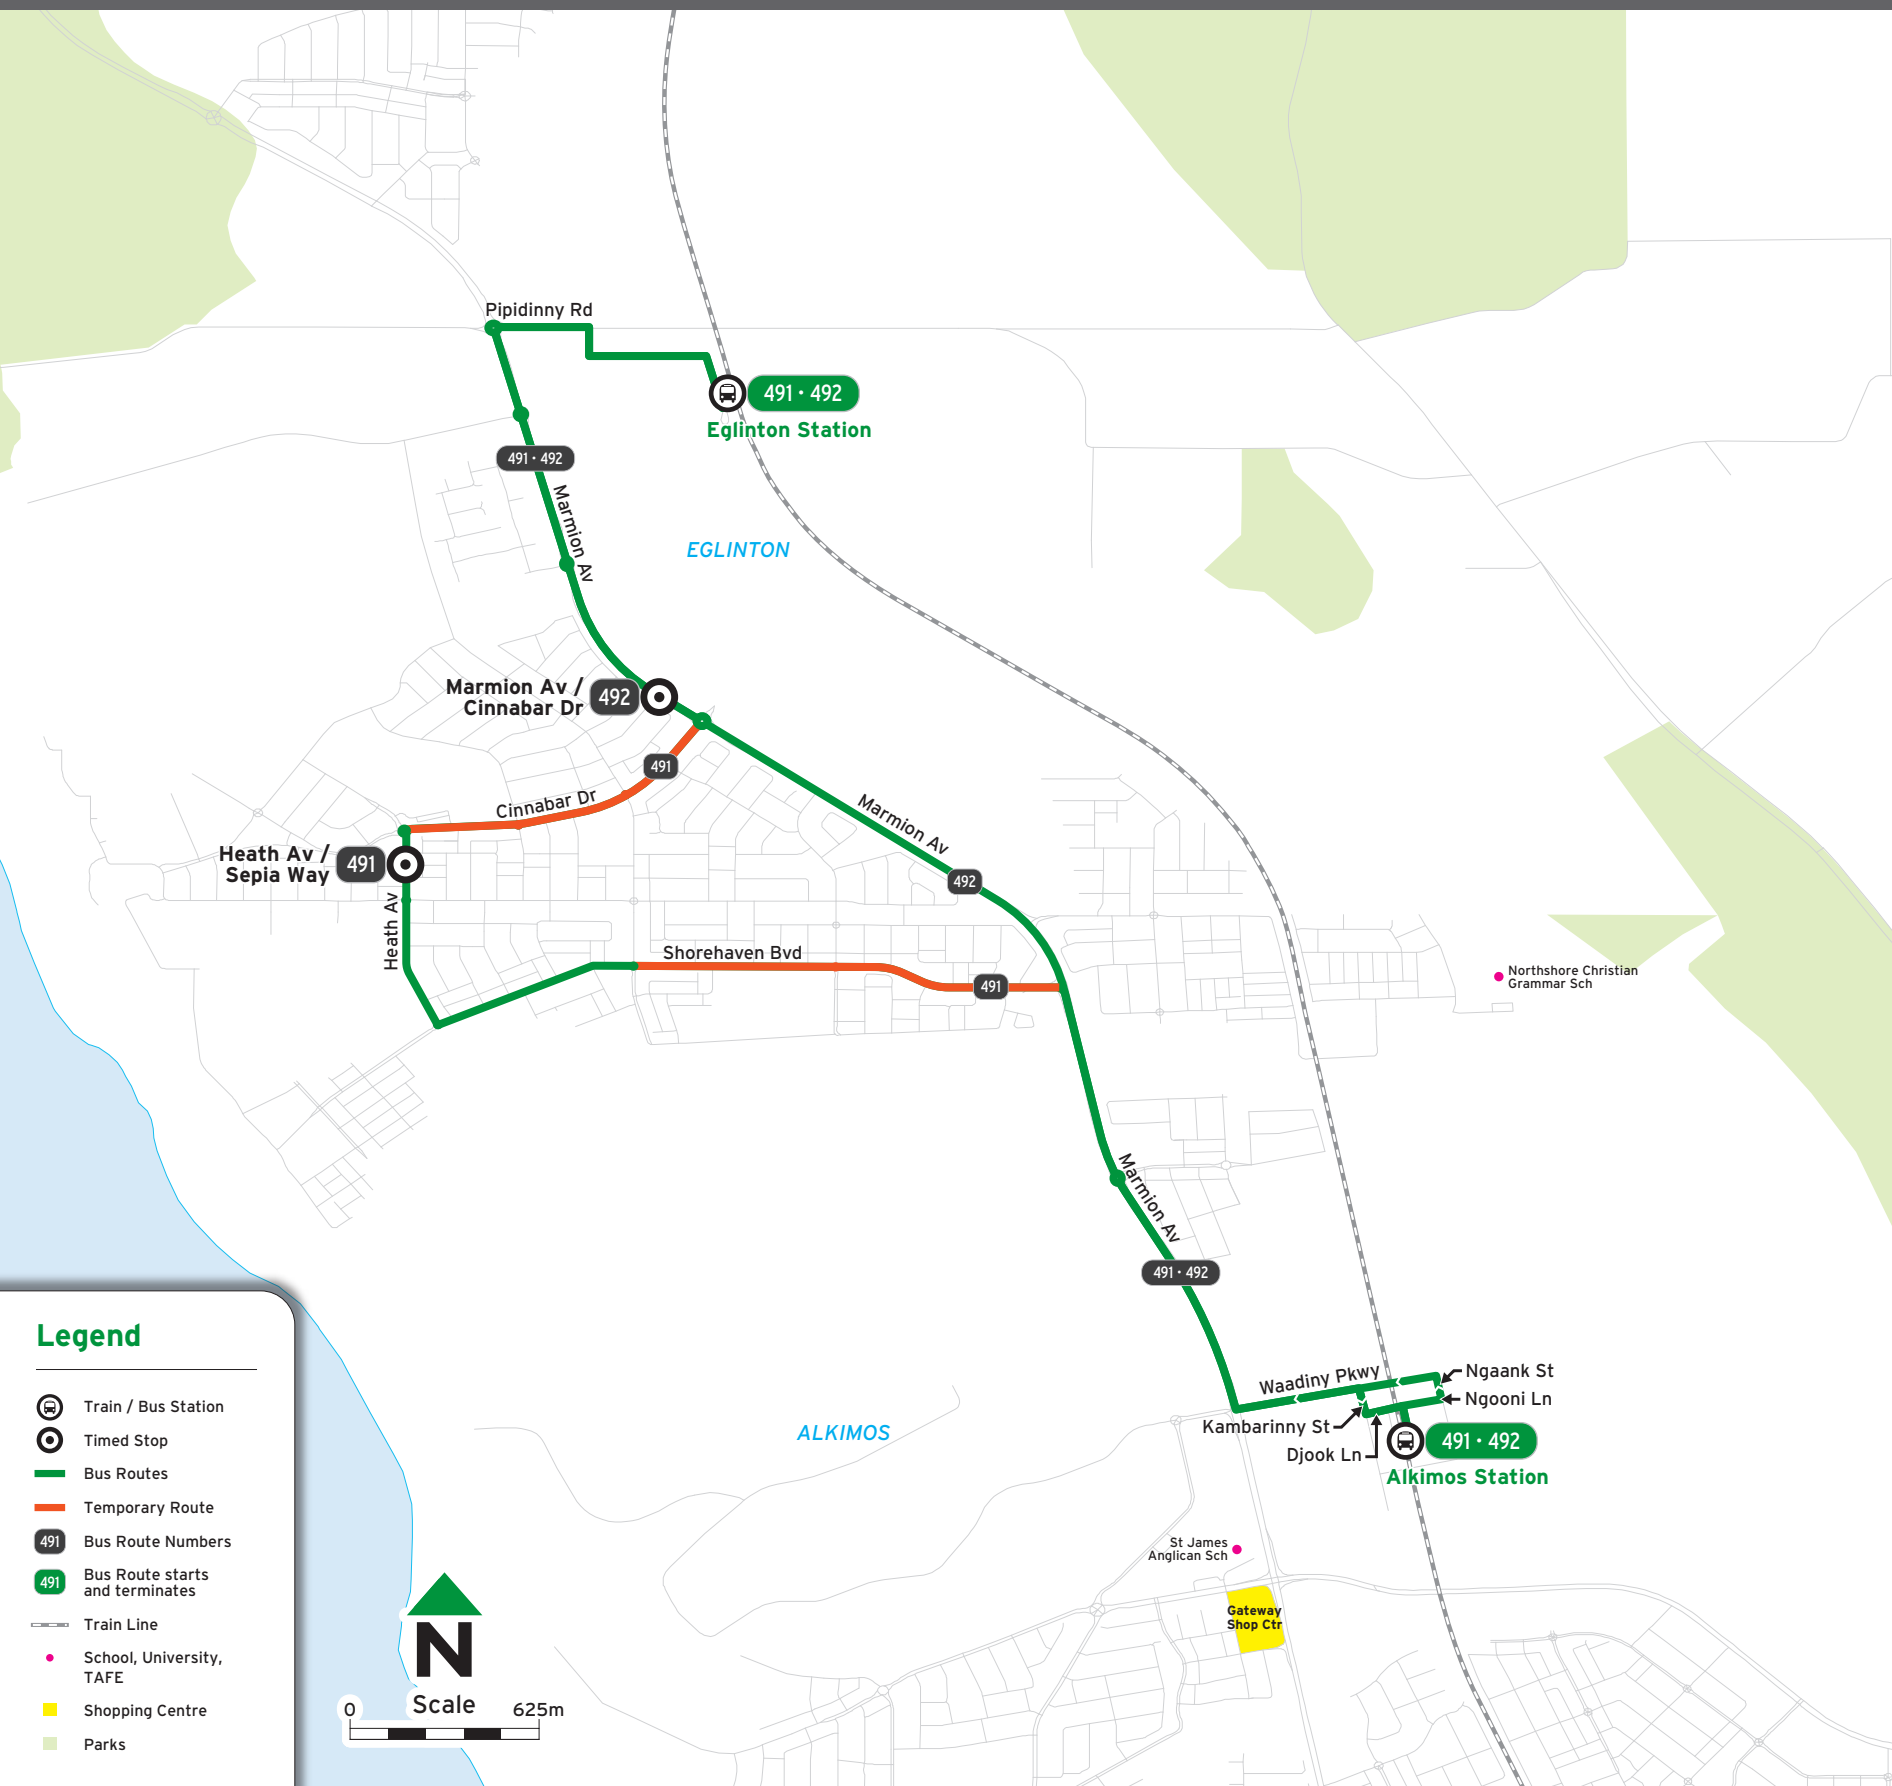 Pipidinny Rd
491 • 492
Eglinton Station
491 • 492
Marmion Av
EGLINTON
Marmion Av /
Cinnabar Dr
492
491
Cinnabar Dr
Marmion Av
Heath Av /
Sepia Way
491
492
Heath Av
Shorehaven Bvd
491
Northshore Christian
Grammar Sch
Marmion Av
491 • 492
Waadiny Pkwy
Ngaank St
Ngooni Ln
Kambarinny St
Djook Ln
491 • 492
Alkimos Station
ALKIMOS
St James
Anglican Sch
Gateway
Shop Ctr
Legend
Train / Bus Station
Timed Stop
Bus Routes
Temporary Route
491
Bus Route Numbers
491
Bus Route starts
and terminates
Train Line
School, University,
TAFE
Shopping Centre
Parks
N
Scale
0
625m